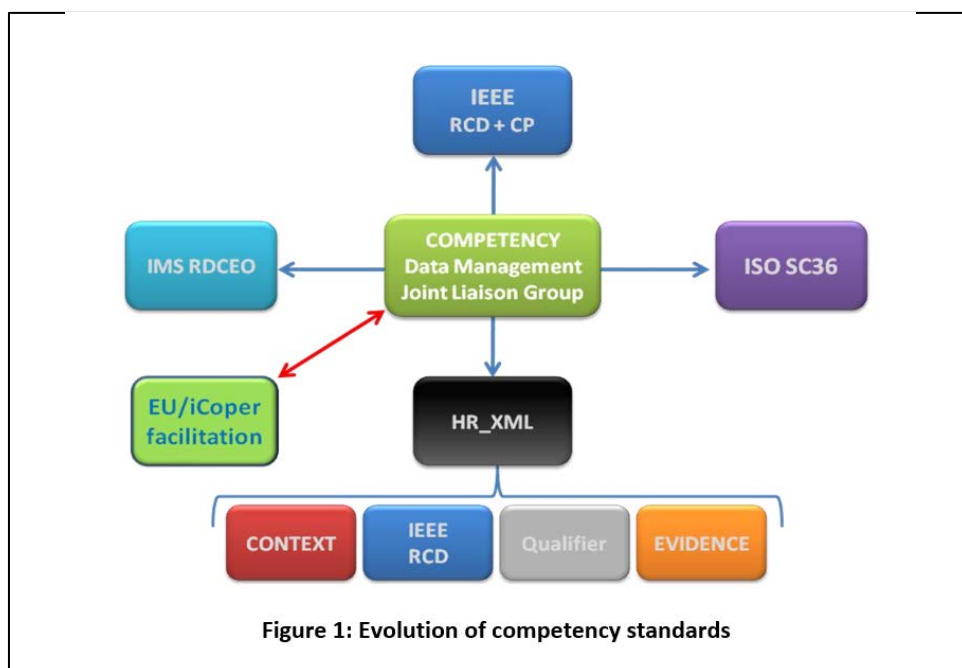 IEEE
RCD + CP
IMS RDCEO
COMPETENCY
Data Management
Joint Liaison Group
ISO SC36
EU/iCoper
facilitation
HR_XML
CONTEXT
IEEE
RCD
Qualifier
EVIDENCE
Figure 1: Evolution of competency standards